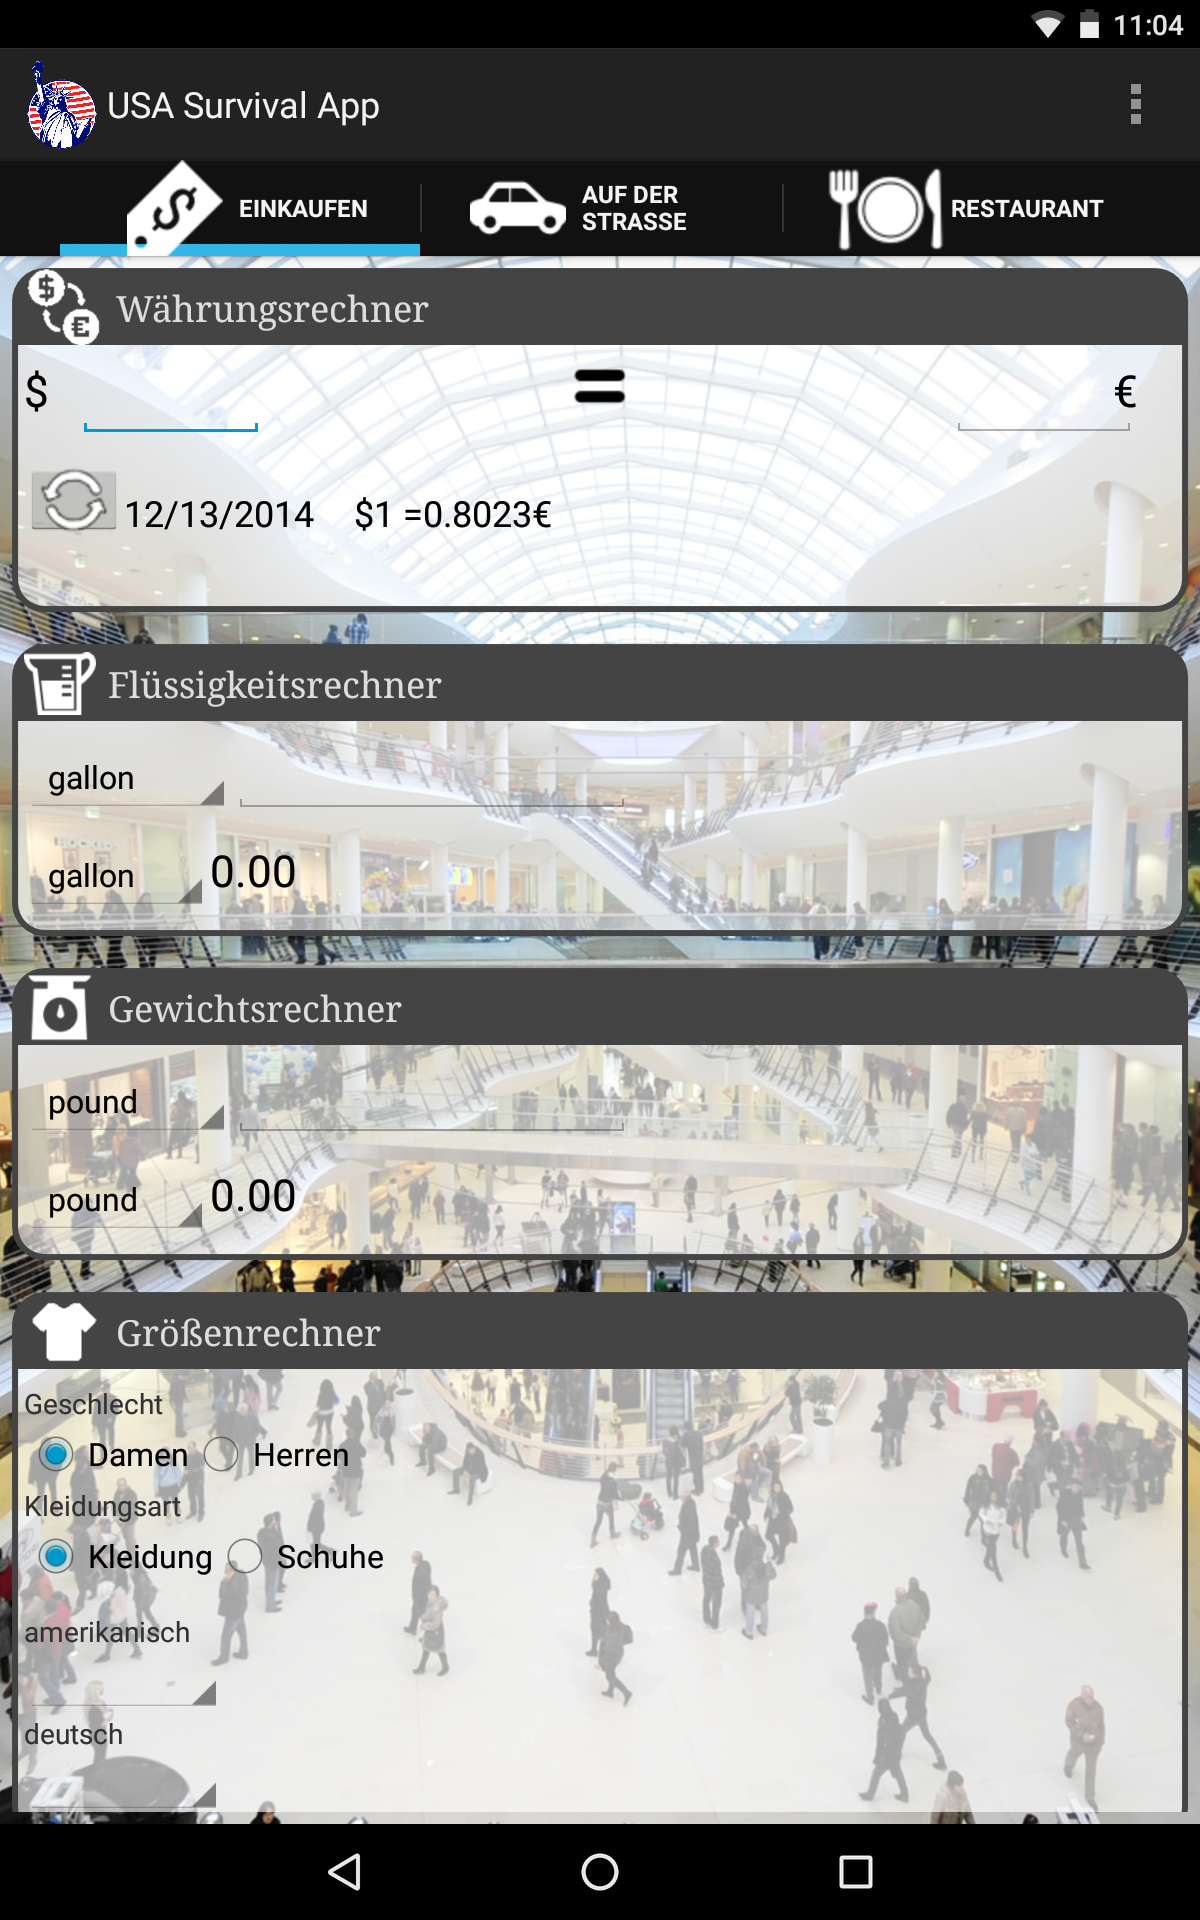 11:04
USA Survival App
EINKAUFEN
AUF DER
STRASSE
RESTAURANT
Währungsrechner
$ = €
12/13/2014 $1 =0.8023€
Flüssigkeitsrechner
gallon
gallon 0.00
Gewichtsrechner
pound
pound 0.00
Größenrechner
Geschlecht
Damen Herren
Kleidungsart
Kleidung Schuhe
amerikanisch
deutsch